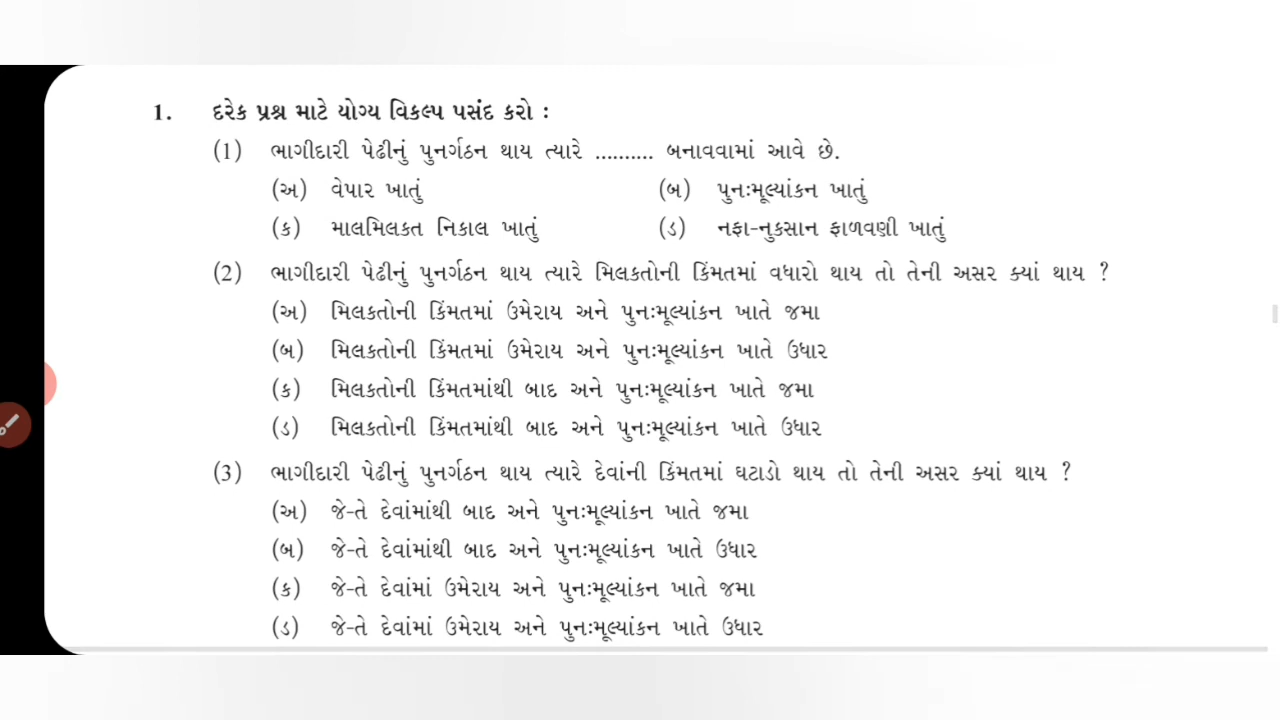 1. દરેક પ્રશ્ન માટે યોગ્ય વિકલ્પ પસંદ કરો :
(1) ભાગીદારી પેઢીનું પુનર્ગઠન થાય ત્યારે .......... બનાવવામાં આવે છે.
(અ) વેપાર ખાતું (બ) પુનઃમૂલ્યાંકન ખાતું
(ક) માલમિલકત નિકાલ ખાતું (ડ) નફા-નુકસાન ફાળવણી ખાતું
(2) ભાગીદારી પેઢીનું પુનર્ગઠન થાય ત્યારે મિલકતોની કિંમતમાં વધારો થાય તો તેની અસર ક્યાં થાય ?
(અ) મિલકતોની કિંમતમાં ઉમેરાય અને પુનઃમૂલ્યાંકન ખાતે જમા
(બ) મિલકતોની કિંમતમાં ઉમેરાય અને પુનઃમૂલ્યાંકન ખાતે ઉધાર
(ક) મિલકતોની કિંમતમાંથી બાદ અને પુનઃમૂલ્યાંકન ખાતે જમા
(ડ) મિલકતોની કિંમતમાંથી બાદ અને પુનઃમૂલ્યાંકન ખાતે ઉધાર
(3) ભાગીદારી પેઢીનું પુનર્ગઠન થાય ત્યારે દેવાંની કિંમતમાં ઘટાડો થાય તો તેની અસર ક્યાં થાય ?
(અ) જે-તે દેવાંમાંથી બાદ અને પુનઃમૂલ્યાંકન ખાતે જમા
(બ) જે-તે દેવાંમાંથી બાદ અને પુનઃમૂલ્યાંકન ખાતે ઉધાર
(ક) જે-તે દેવાંમાં ઉમેરાય અને પુનઃમૂલ્યાંકન ખાતે જમા
(ડ) જે-તે દેવાંમાં ઉમેરાય અને પુનઃમૂલ્યાંકન ખાતે ઉધાર